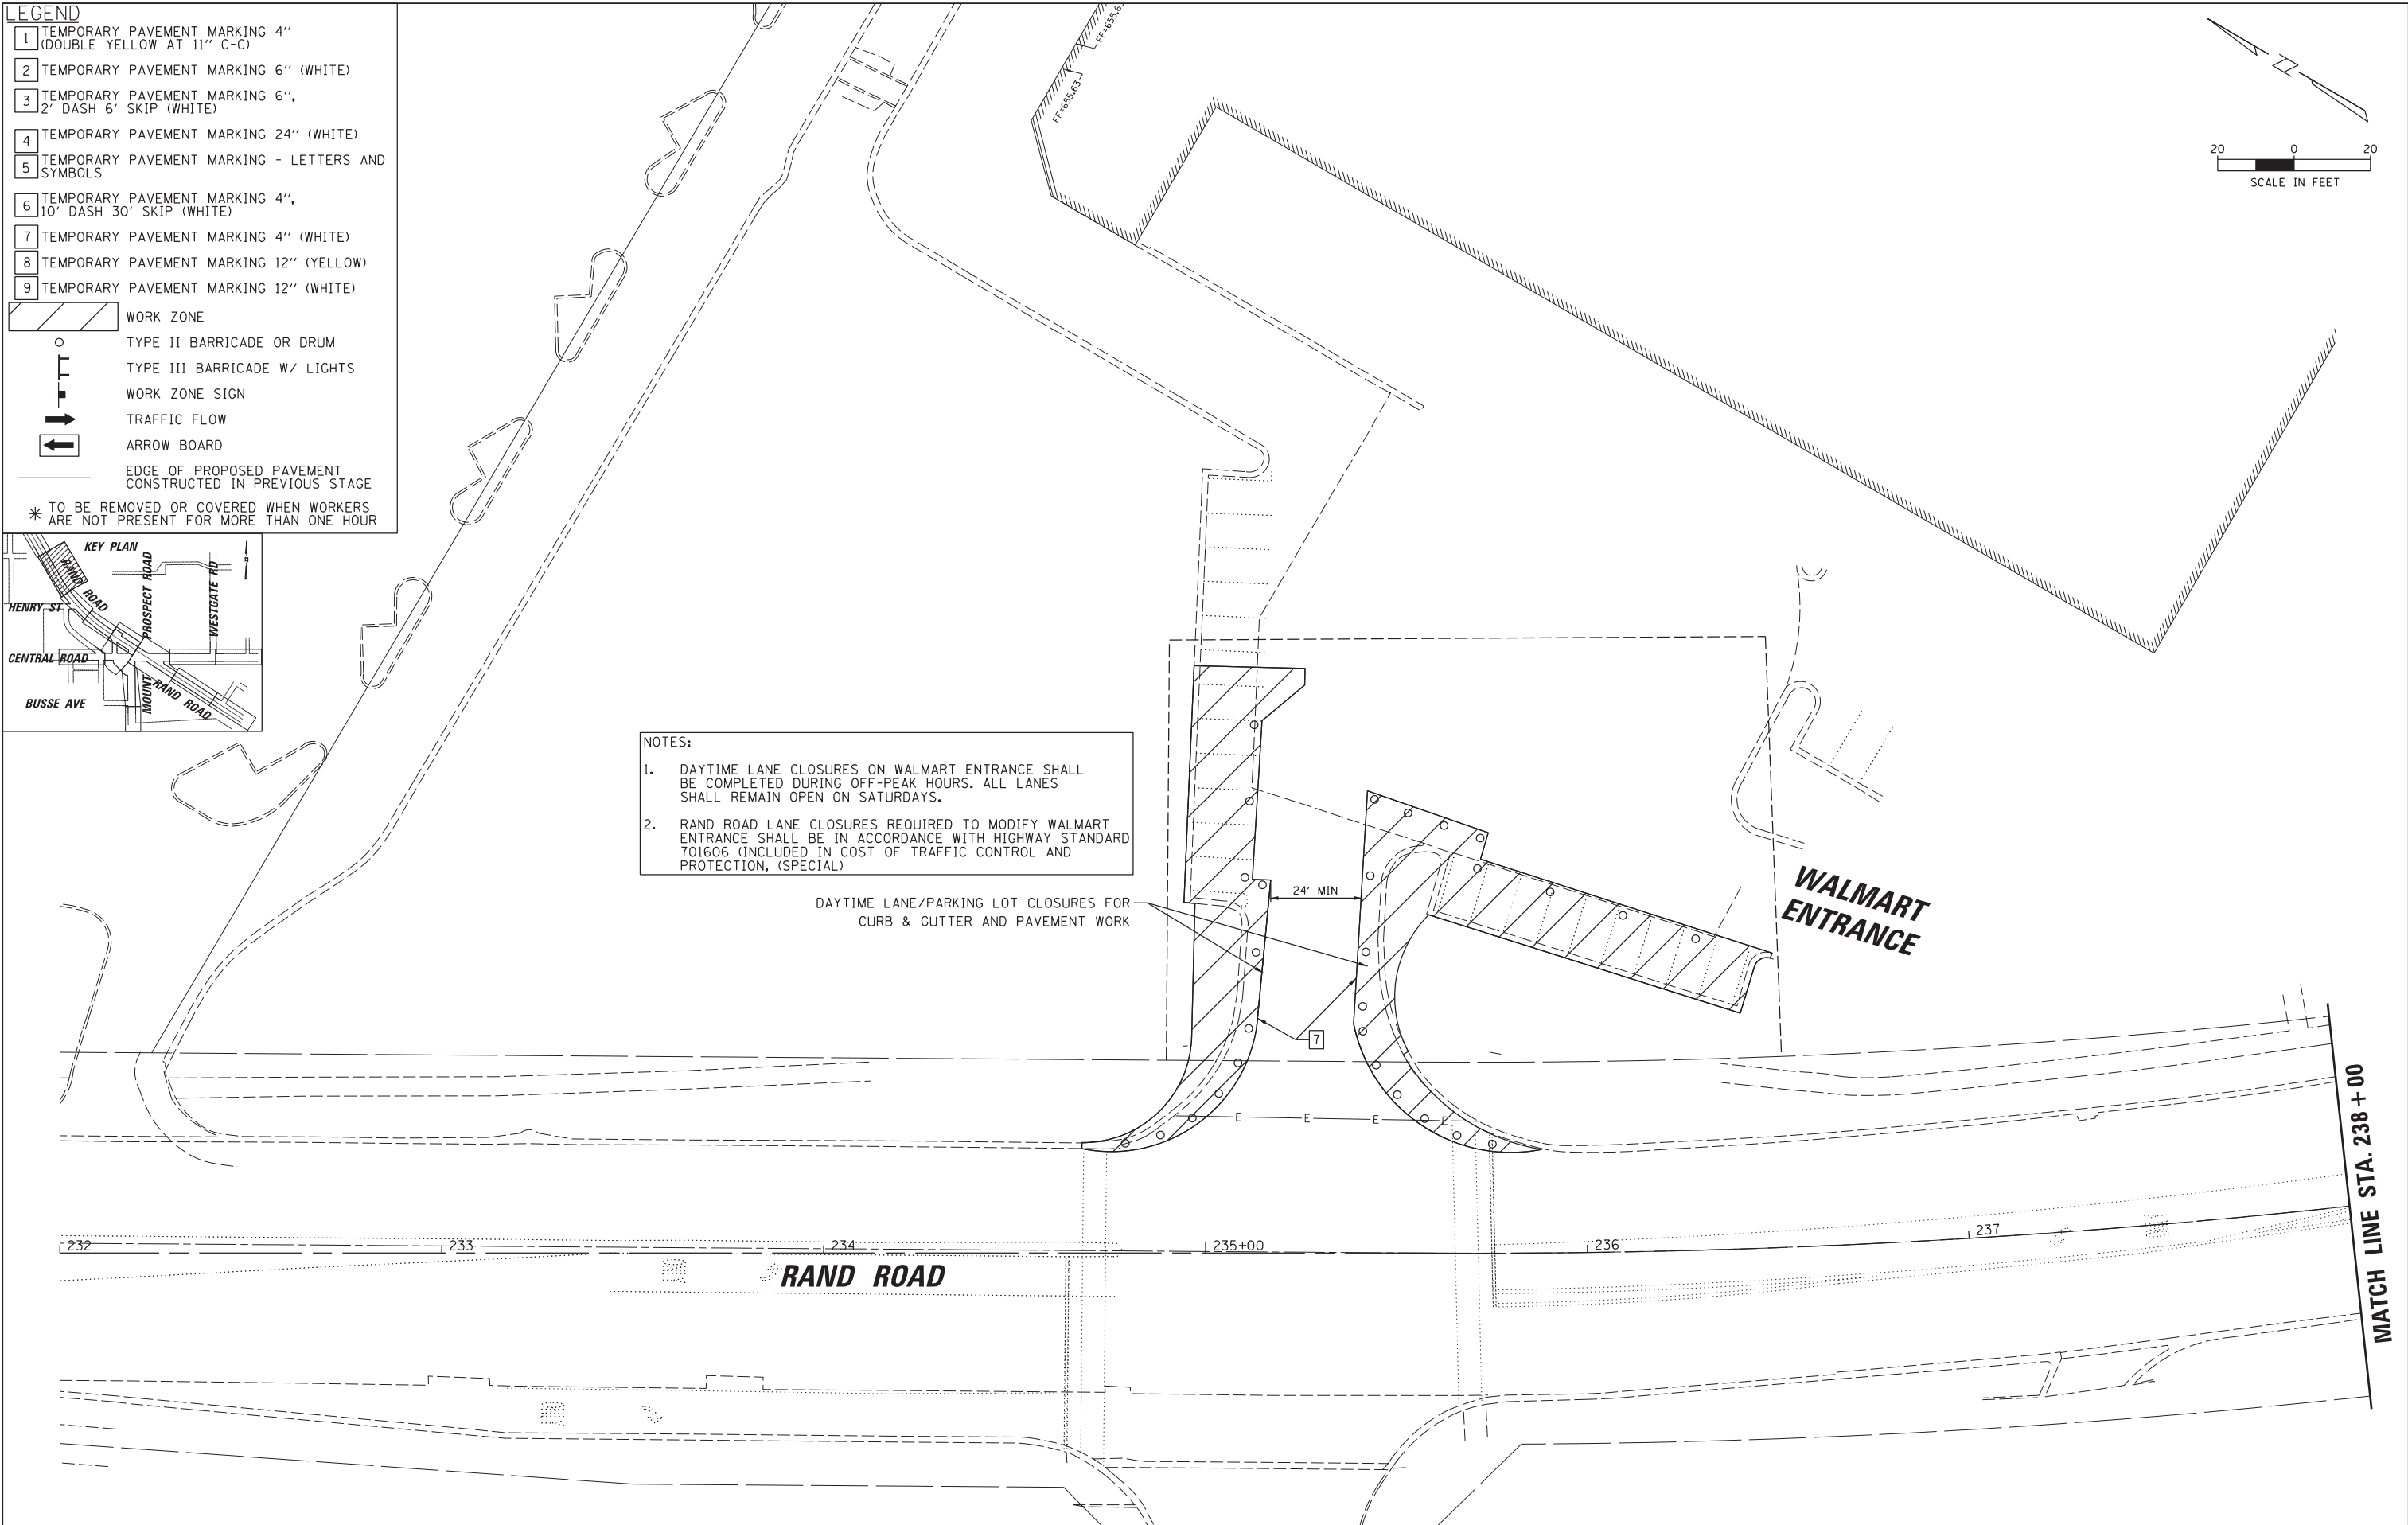 LEGEND
1 TEMPORARY PAVEMENT MARKING 4"
(DOUBLE YELLOW AT 11" C-C)
2 TEMPORARY PAVEMENT MARKING 6" (WHITE)
3 TEMPORARY PAVEMENT MARKING 6",
2' DASH 6' SKIP (WHITE)
4 TEMPORARY PAVEMENT MARKING 24" (WHITE)
5 TEMPORARY PAVEMENT MARKING - LETTERS AND
SYMBOLS
6 TEMPORARY PAVEMENT MARKING 4",
10' DASH 30' SKIP (WHITE)
7 TEMPORARY PAVEMENT MARKING 4" (WHITE)
8 TEMPORARY PAVEMENT MARKING 12" (YELLOW)
9 TEMPORARY PAVEMENT MARKING 12" (WHITE)
WORK ZONE
TYPE II BARRICADE OR DRUM
TYPE III BARRICADE W/ LIGHTS
WORK ZONE SIGN
TRAFFIC FLOW
ARROW BOARD
EDGE OF PROPOSED PAVEMENT
CONSTRUCTED IN PREVIOUS STAGE
* TO BE REMOVED OR COVERED WHEN WORKERS
ARE NOT PRESENT FOR MORE THAN ONE HOUR
KEY PLAN
RAND
ROAD
PROSPECT ROAD
WESTGATE RD
HENRY ST
CENTRAL ROAD
BUSSE AVE
MOUNT
RAND ROAD
FF=655.63
FF=655.63
Z
20 0 20
SCALE IN FEET
NOTES:
1. DAYTIME LANE CLOSURES ON WALMART ENTRANCE SHALL
BE COMPLETED DURING OFF-PEAK HOURS. ALL LANES
SHALL REMAIN OPEN ON SATURDAYS.
2. RAND ROAD LANE CLOSURES REQUIRED TO MODIFY WALMART
ENTRANCE SHALL BE IN ACCORDANCE WITH HIGHWAY STANDARD
701606 (INCLUDED IN COST OF TRAFFIC CONTROL AND
PROTECTION, (SPECIAL)
DAYTIME LANE/PARKING LOT CLOSURES FOR
CURB & GUTTER AND PAVEMENT WORK
24' MIN
7
WALMART
ENTRANCE
E E E E
232 233 234 235+00 236 237
RAND ROAD
MATCH LINE STA. 238+00